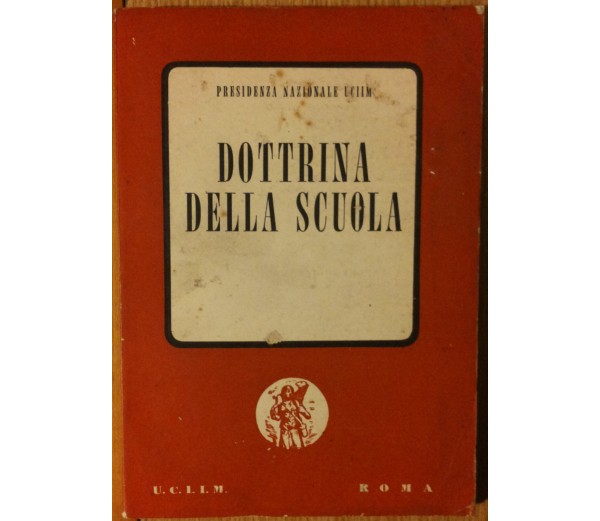 PRESIDENZA NAZIONALE UCIIM
DOTTRINA
DELLA SCUOLA
U.C.I.I.M. ROMA